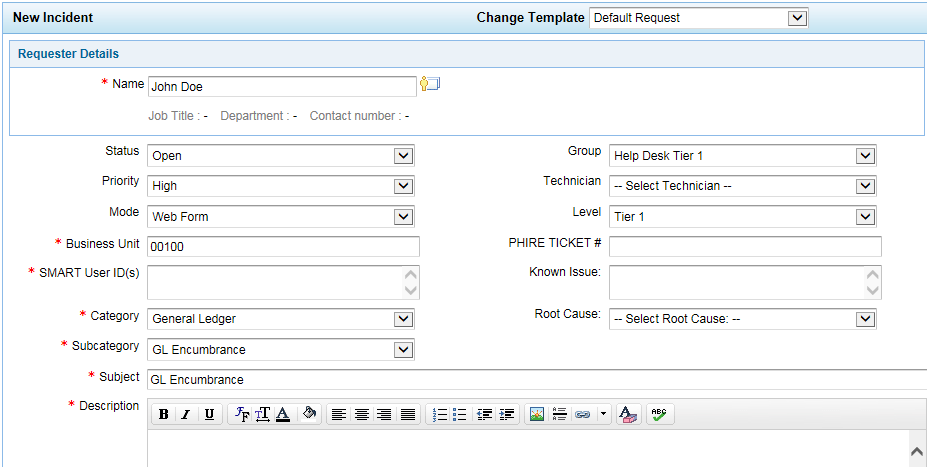 New Incident Change Template Default Request
Requester Details
* Name John Doe
Job Title : - Department : - Contact number : -
Status Open Group Help Desk Tier 1
Priority High Technician -- Select Technician --
Mode Web Form Level Tier 1
* Business Unit 00100 PHIRE TICKET #
* SMART User ID(s) Known Issue:
* Category General Ledger Root Cause: -- Select Root Cause: --
* Subcategory GL Encumbrance
* Subject GL Encumbrance
* Description B I U F TT A A ABC